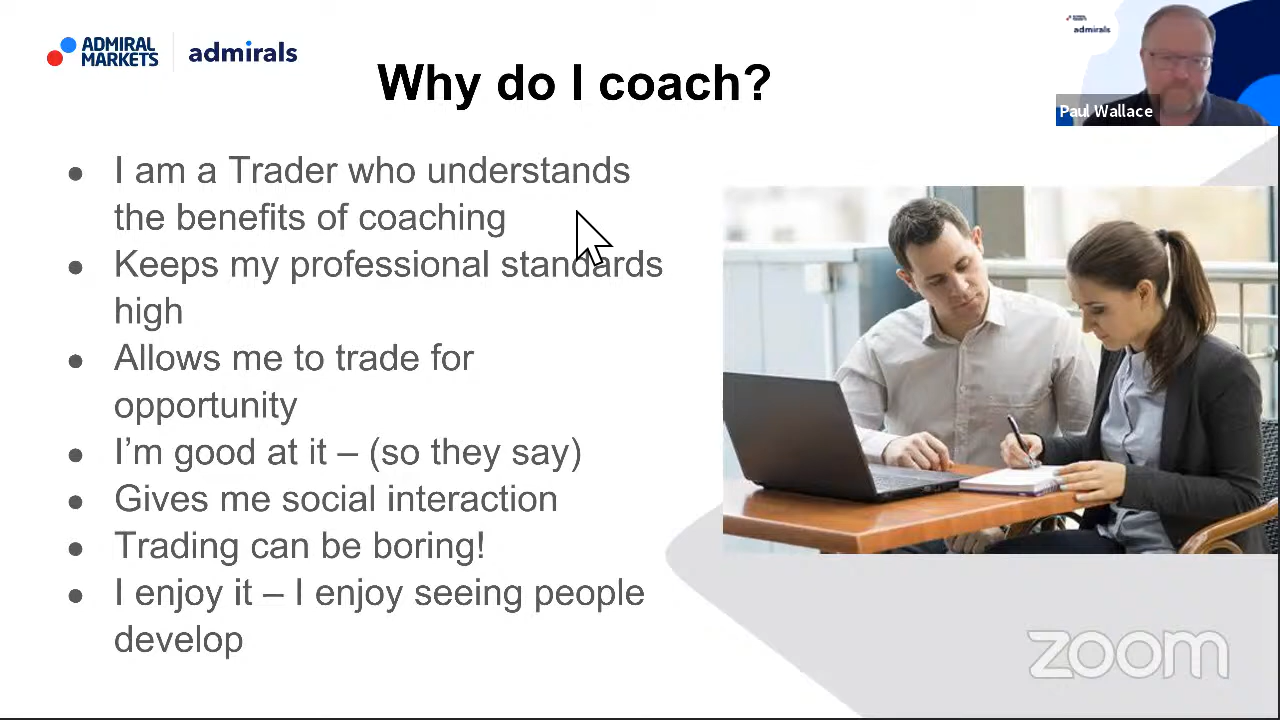 ADMIRAL
MARKETS
admirals
Why do I coach?
admirals
Paul Wallace
● I am a Trader who understands
the benefits of coaching
● Keeps my professional standards
high
● Allows me to trade for
opportunity
● I’m good at it – (so they say)
● Gives me social interaction
● Trading can be boring!
● I enjoy it – I enjoy seeing people
develop
zoom